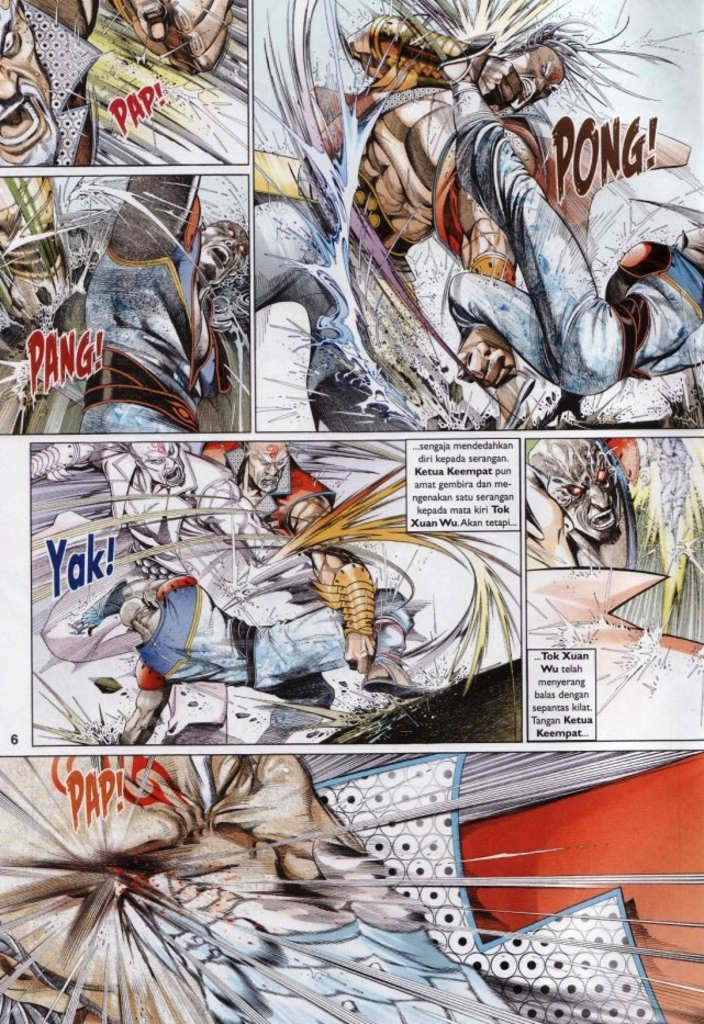 PAP!
PONG!
PANG!
Yak!
...sengaja mendedahkan
diri kepada serangan.
Ketua Keempat pun
amat gembira dan me-
ngenakan satu serangan
kepada mata kiri Tok
Xuan Wu. Akan tetapi...
...Tok Xuan
Wu telah
menyerang
balas dengan
sepantas kilat.
Tangan Ketua
Keempat...
6
PAP!